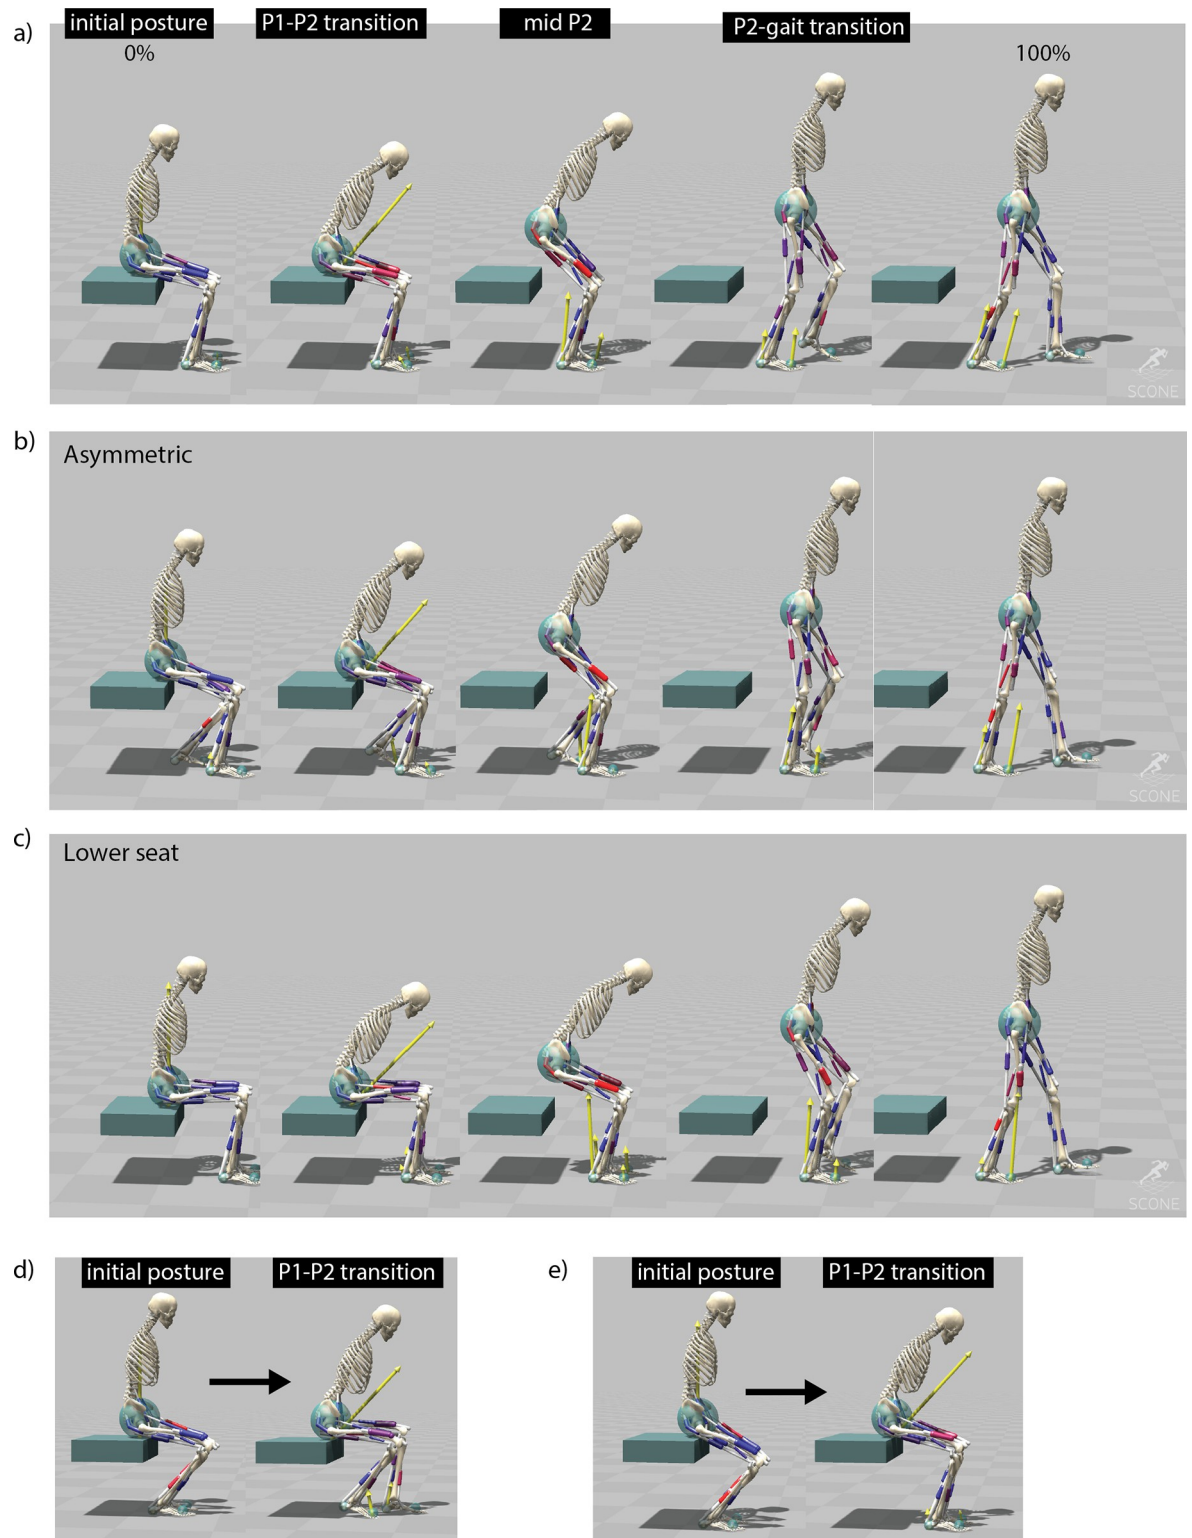 a)
initial posture
P1-P2 transition
mid P2
P2-gait transition
0%
100%
SCONE
b)
Asymmetric
SCONE
c)
Lower seat
SCONE
d)
initial posture
P1-P2 transition
e)
initial posture
P1-P2 transition